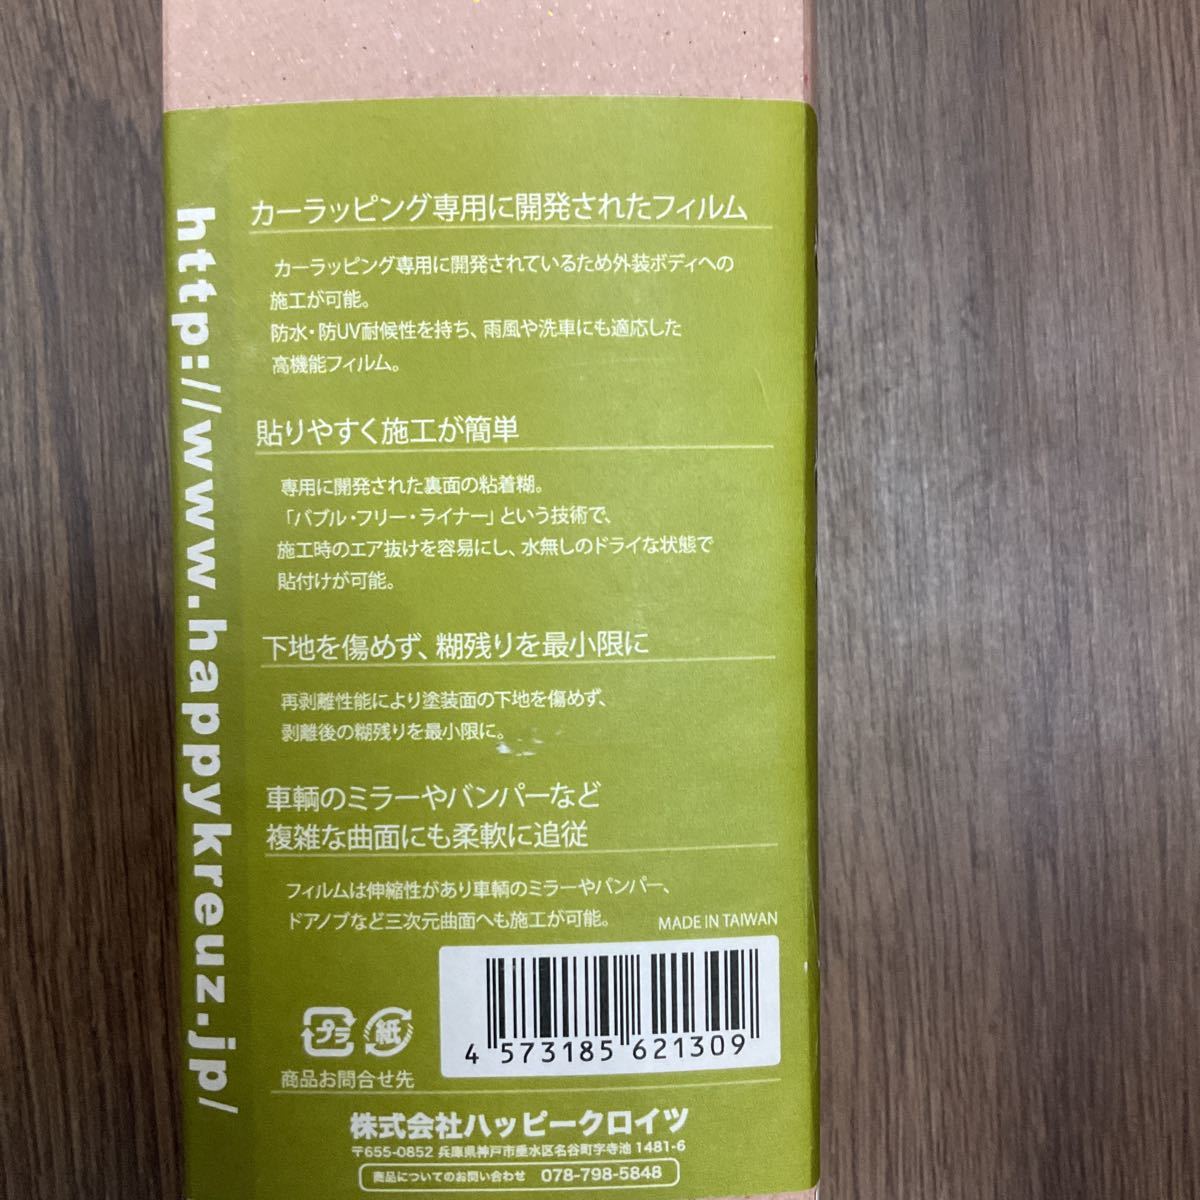 カーラッピング専用に開発されたフィルム
カーラッピング専用に開発されているため外装ボディへの
施工が可能。
防水・防UV耐候性を持ち、雨風や洗車にも適応した
高機能フィルム。
貼りやすく施工が簡単
専用に開発された裏面の粘着糊。
「バブル・フリー・ライナー」という技術で、
施工時のエア抜けを容易にし、水無しのドライな状態で
貼付けが可能。
下地を傷めず、糊残りを最小限に
再剥離性能により塗装面の下地を傷めず、
剥離後の糊残りを最小限に。
車輌のミラーやバンパーなど
複雑な曲面にも柔軟に追従
フィルムは伸縮性があり車輌のミラーやバンパー、
ドアノブなど三次元曲面へも施工が可能。
MADE IN TAIWAN
4 573185 621309
プラ
紙
商品お問合せ先
株式会社ハッピークロイツ
〒655-0852 兵庫県神戸市垂水区名谷町字寺池 1481-6
商品についてのお問い合わせ 078-798-5848
http://www.happykreuz.jp/